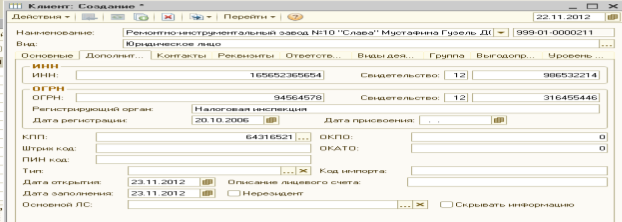 Клиент: Создание *
Действия Перейти
22.11.2012
Наименование: Ремонтно-инструментальный завод №10 "Слава" Мустафина Гузель Д( 999-01-0000211
Вид: Юридическое лицо
Основные Дополнит... Контакты Реквизиты Ответств... Виды дея... Группа Выгодопр... Уровень ...
ИНН
ИНН: 165652365654 Свидетельство: 12 986532214
ОГРН
ОГРН: 94564578 Свидетельство: 12 316455446
Регистрирующий орган: Налоговая инспекция
Дата регистрации: 20.10.2006 Дата присвоения: . .
КПП: 64316521 ... ОКПО: 0
Штрих код: ОКАТО: 0
ПИН код:
Тип: ... × Код импорта:
Дата открытия: 23.11.2012 Описание лицевого счета:
Дата заполнения: 23.11.2012 Нерезидент
Основной ЛС: ... × Скрывать информацию